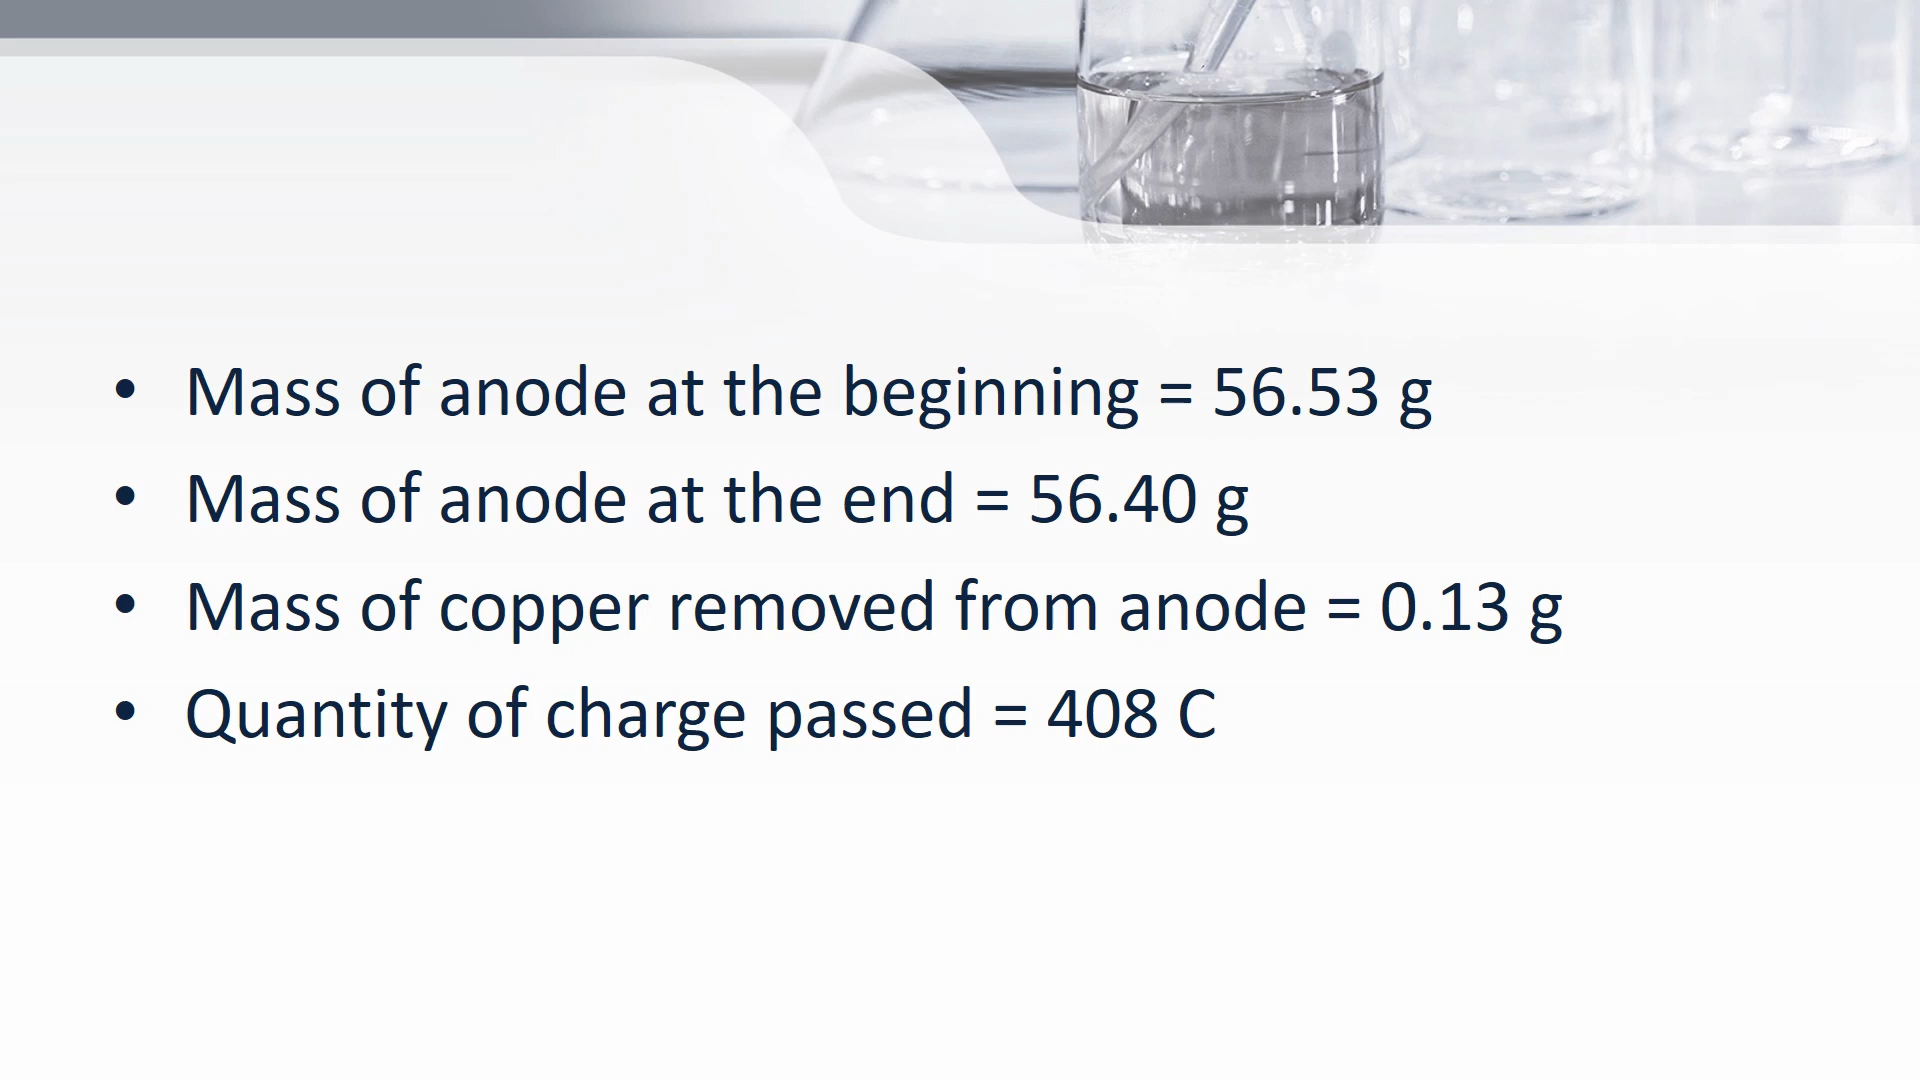 • Mass of anode at the beginning = 56.53 g
• Mass of anode at the end = 56.40 g
• Mass of copper removed from anode = 0.13 g
• Quantity of charge passed = 408 C